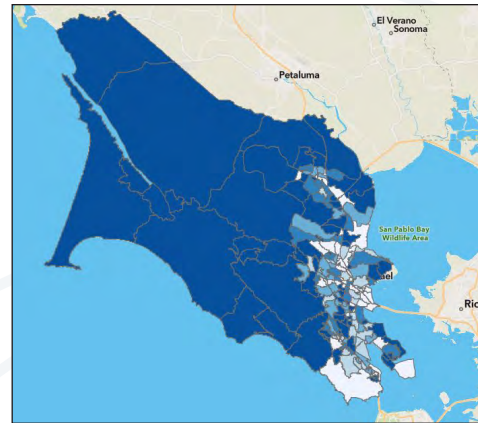 El Verano
Sonoma
Petaluma
San Pablo Bay
Wildlife Area
ael
Ric